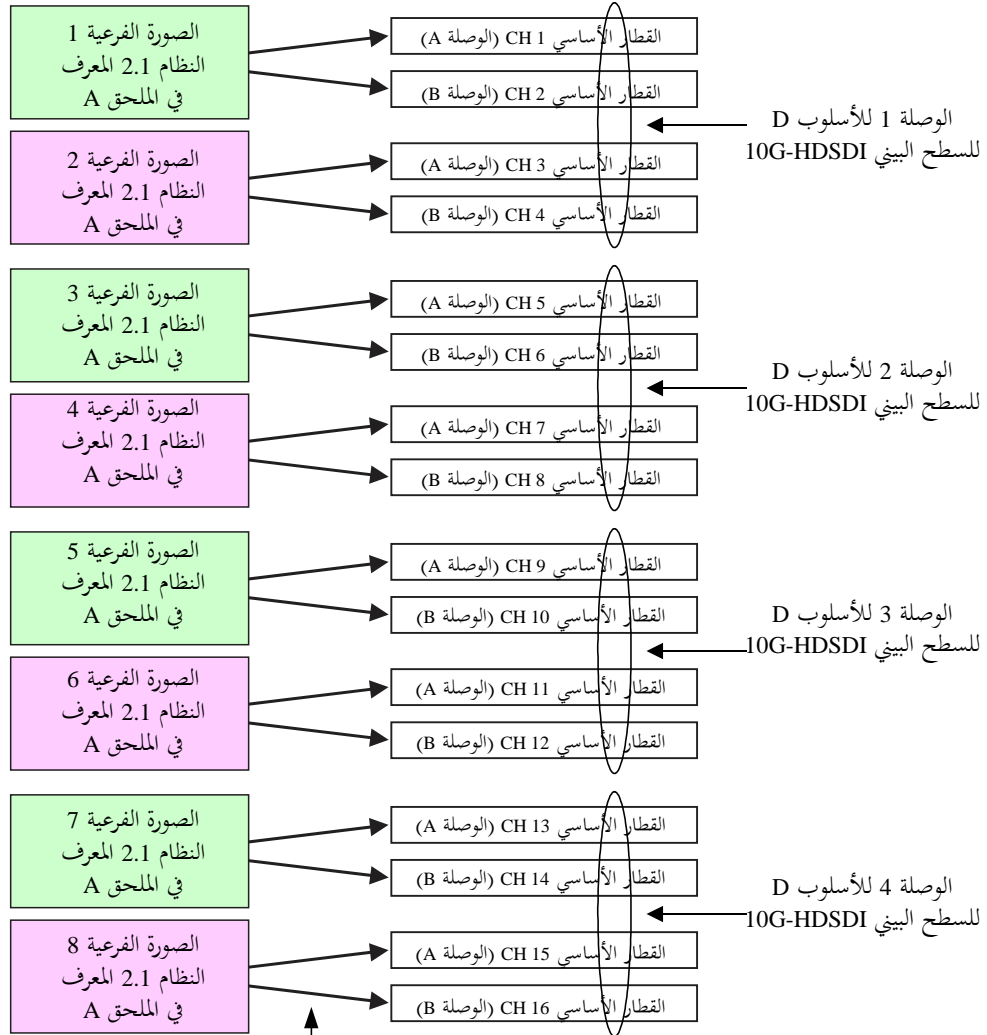 الصورة الفرعية 1
النظام 2.1 المعرف
في الملحق A
القطار الأساسي CH 1 (الوصلة A)
القطار الأساسي CH 2 (الوصلة B)
الصورة الفرعية 2
النظام 2.1 المعرف
في الملحق A
القطار الأساسي CH 3 (الوصلة A)
القطار الأساسي CH 4 (الوصلة B)
الوصلة 1 للأسلوب D
للسطح البيني 10G-HDSDI
الصورة الفرعية 3
النظام 2.1 المعرف
في الملحق A
القطار الأساسي CH 5 (الوصلة A)
القطار الأساسي CH 6 (الوصلة B)
الصورة الفرعية 4
النظام 2.1 المعرف
في الملحق A
القطار الأساسي CH 7 (الوصلة A)
القطار الأساسي CH 8 (الوصلة B)
الوصلة 2 للأسلوب D
للسطح البيني 10G-HDSDI
الصورة الفرعية 5
النظام 2.1 المعرف
في الملحق A
القطار الأساسي CH 9 (الوصلة A)
القطار الأساسي CH 10 (الوصلة B)
الصورة الفرعية 6
النظام 2.1 المعرف
في الملحق A
القطار الأساسي CH 11 (الوصلة A)
القطار الأساسي CH 12 (الوصلة B)
الوصلة 3 للأسلوب D
للسطح البيني 10G-HDSDI
الصورة الفرعية 7
النظام 2.1 المعرف
في الملحق A
القطار الأساسي CH 13 (الوصلة A)
القطار الأساسي CH 14 (الوصلة B)
الصورة الفرعية 8
النظام 2.1 المعرف
في الملحق A
القطار الأساسي CH 15 (الوصلة A)
القطار الأساسي CH 16 (الوصلة B)
الوصلة 4 للأسلوب D
للسطح البيني 10G-HDSDI